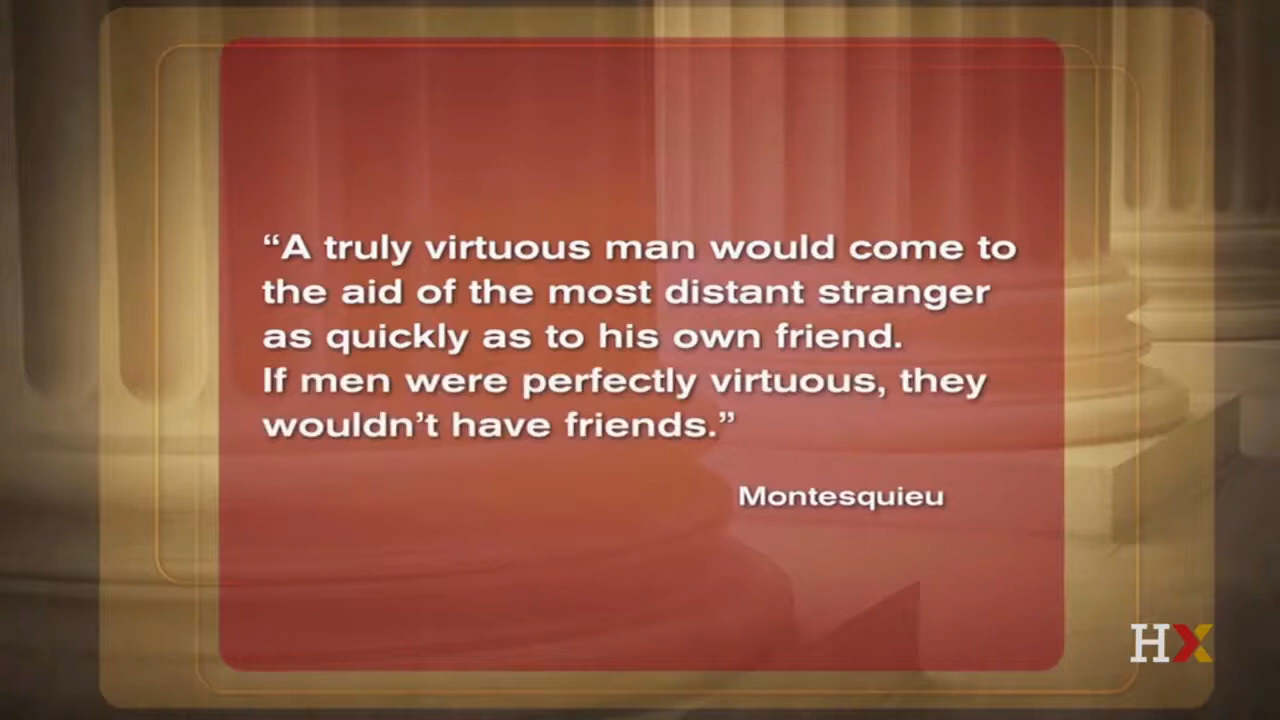 “A truly virtuous man would come to
the aid of the most distant stranger
as quickly as to his own friend.
If men were perfectly virtuous, they
wouldn’t have friends.”
Montesquieu
HX